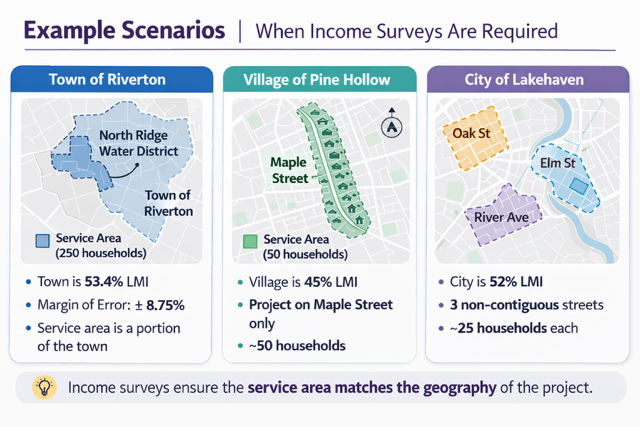 Example Scenarios | When Income Surveys Are Required
Town of Riverton
North Ridge
Water District
Town of
Riverton
Service Area
(250 households)
• Town is 53.4% LMI
• Margin of Error: ± 8.75%
• Service area is a portion
of the town
Village of Pine Hollow
A
Maple
Street
Service Area
(50 households)
• Village is 45% LMI
• Project on Maple Street
only
• ~50 households
City of Lakehaven
Oak St
Elm St
River Ave
• City is 52% LMI
• 3 non-contiguous streets
• ~25 households each
Income surveys ensure the service area matches the geography of the project.